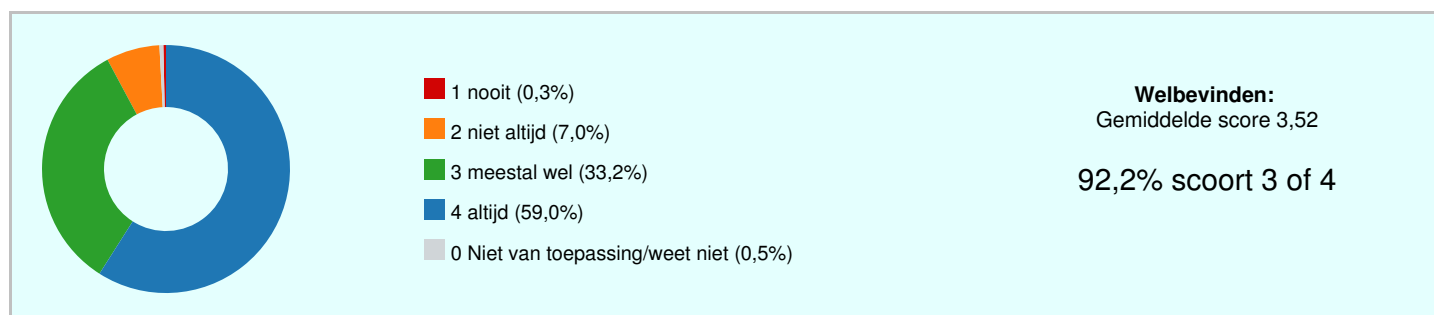 1 nooit (0,3%)
2 niet altijd (7,0%)
3 meestal wel (33,2%)
4 altijd (59,0%)
0 Niet van toepassing/weet niet (0,5%)
Welbevinden:
Gemiddelde score 3,52
92,2% scoort 3 of 4